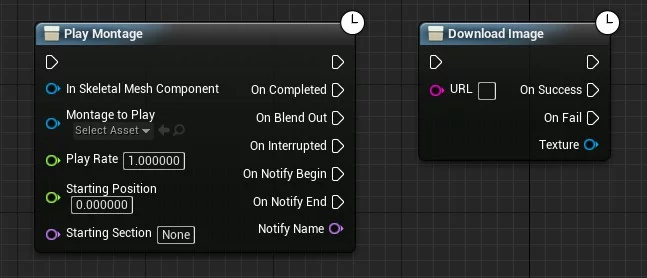 Play Montage
In Skeletal Mesh Component
On Completed
Montage to Play
Select Asset
On Blend Out
On Interrupted
Play Rate 1.000000
On Notify Begin
Starting Position
0.000000
On Notify End
Starting Section None
Notify Name
Download Image
URL
On Success
On Fail
Texture